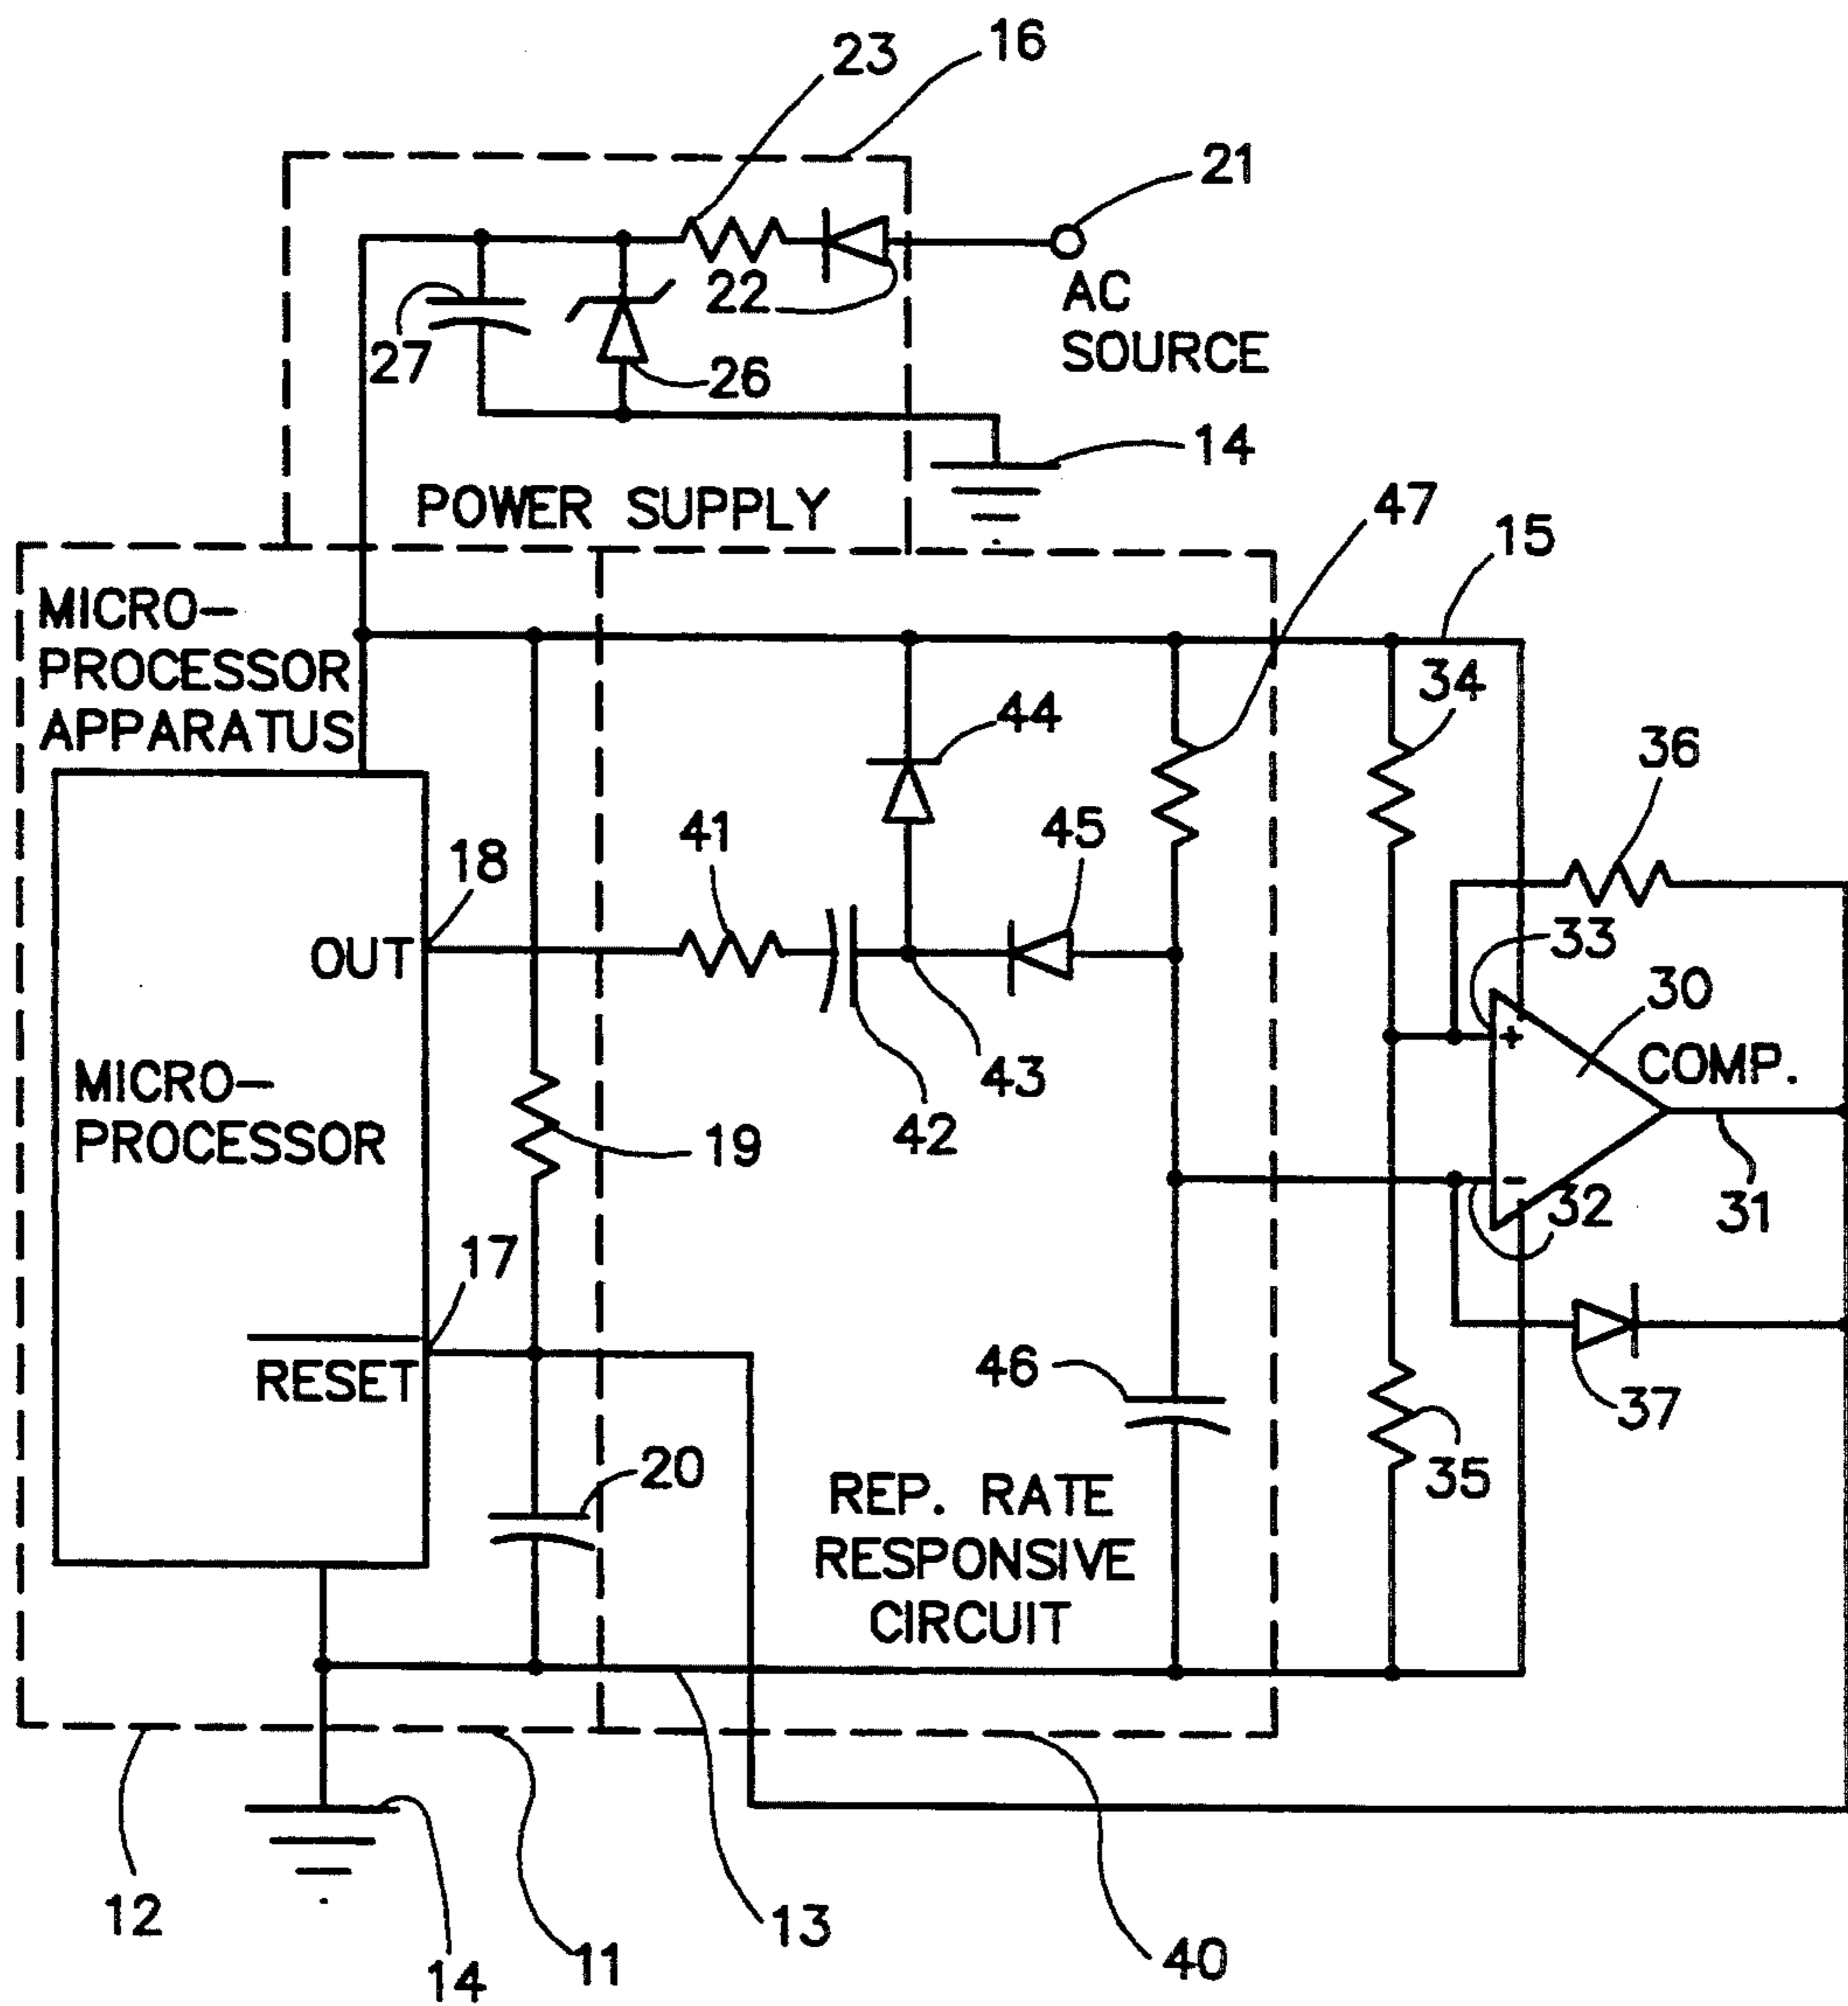 23
16
21
22
AC
SOURCE
27
26
14
POWER SUPPLY
47
15
MICRO-
PROCESSOR
APPARATUS
44
34
36
41
45
18
33
OUT
30
43
COMP.
MICRO-
PROCESSOR
42
19
+
-
32
31
17
RESET
46
37
20
35
REP. RATE
RESPONSIVE
CIRCUIT
12
14
11
13
40